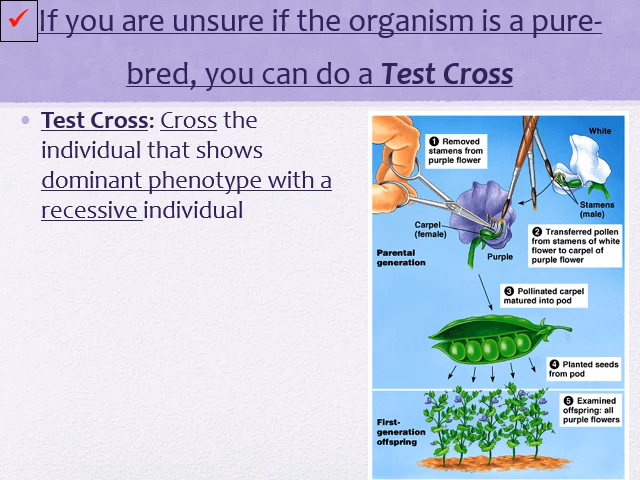 If you are unsure if the organism is a pure-
bred, you can do a Test Cross
Test Cross: Cross the
individual that shows
dominant phenotype with a
recessive individual
1 Removed
stamens from
purple flower
White
Stamens
(male)
Carpel
(female)
2 Transferred pollen
from stamens of white
flower to carpel of
purple flower
Parental
generation
Purple
3 Pollinated carpel
matured into pod
4 Planted seeds
from pod
5 Examined
offspring: all
purple flowers
First-
generation
offspring